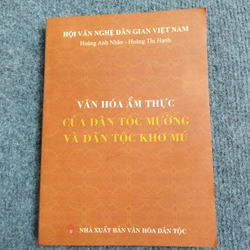 HỘI VĂN NGHỆ DÂN GIAN VIỆT NAM
Hoàng Anh Nhân - Hoàng Thị Hạnh
VĂN HÓA ẨM THỰC
CỦA DÂN TỘC MƯỜNG
VÀ DÂN TỘC KHƠ MÚ
NHÀ XUẤT BẢN VĂN HÓA DÂN TỘC